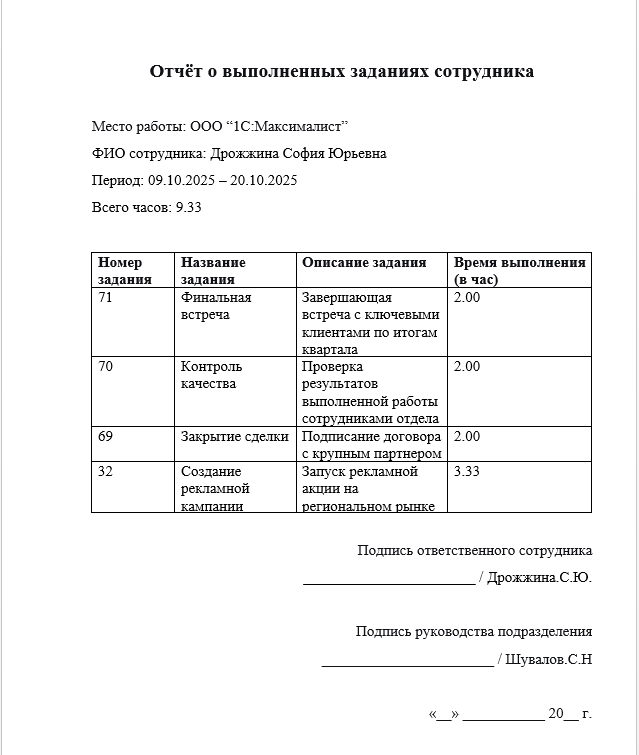 Отчёт о выполненных заданиях сотрудника
Место работы: ООО “1С:Максималист”
ФИО сотрудника: Дрожжина София Юрьевна
Период: 09.10.2025 – 20.10.2025
Всего часов: 9.33
Номер задания Название задания Описание задания Время выполнения (в час)
71 Финальная встреча Завершающая встреча с ключевыми клиентами по итогам квартала 2.00
70 Контроль качества Проверка результатов выполненной работы сотрудниками отдела 2.00
69 Закрытие сделки Подписание договора с крупным партнером 2.00
32 Создание рекламной кампании Запуск рекламной акции на региональном рынке 3.33
Подпись ответственного сотрудника
_______________________ / Дрожжина.С.Ю.
Подпись руководства подразделения
_______________________ / Шувалов.С.Н
«__» ___________ 20__ г.